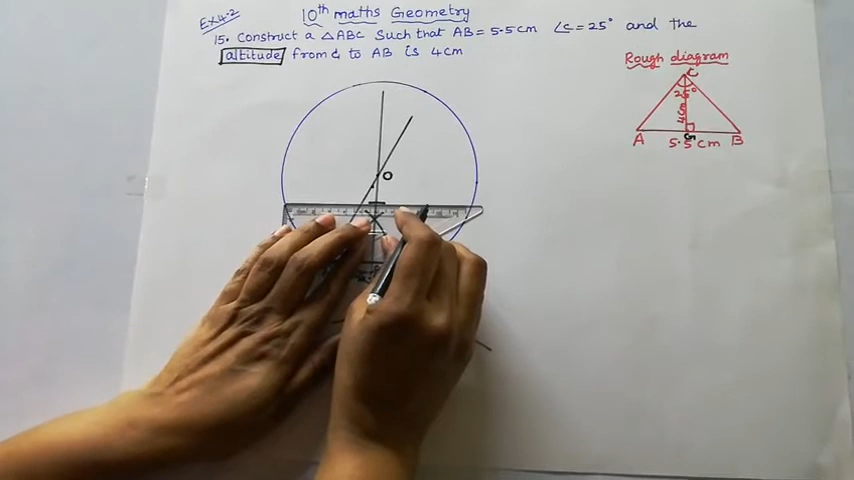 Ex 4.2
10th maths Geometry
15. Construct a △ABC such that AB = 5.5cm ∠C = 25° and the
altitude from C to AB is 4cm
Rough diagram
C
25°
A
G
B
5.5cm
O